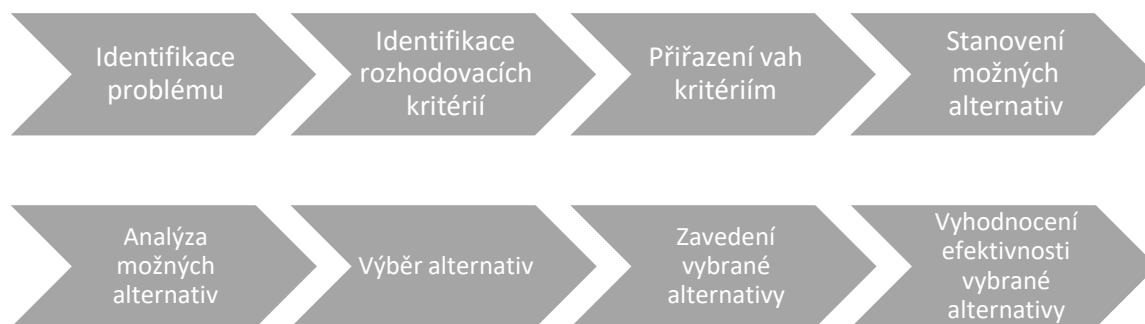 Identifikace
problému
Identifikace
rozhodovacích
kritérií
Přiřazení vah
kritériím
Stanovení
možných
alternativ
Analýza
možných
alternativ
Výběr alternativ
Zavedení
vybrané
alternativy
Vyhodnocení
efektivnosti
vybrané
alternativy